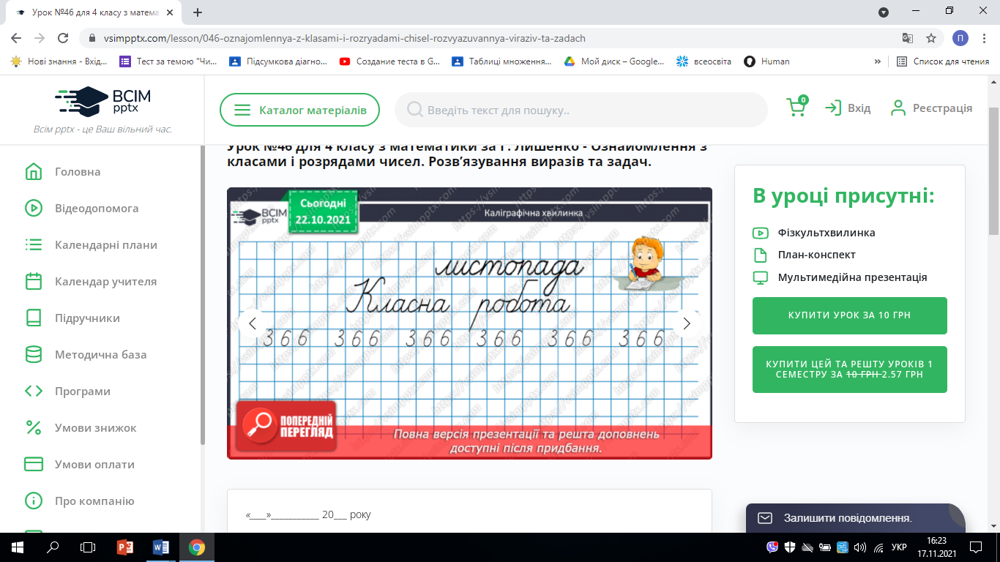 Урок №46 для 4 класу з матема
vsimpptx.com/lesson/046-oznajomlennya-z-klasami-i-rozryadami-chisel-rozvyazuvannya-viraziv-ta-zadach
П
Нові знання - Вхід...
Тест за темою "Чи...
Підсумкова діагно...
Создание теста в G...
Таблиці множення...
Мой диск – Google...
всеосвіта
Human
»
Список для чтения
ВСІМ
pptx
Всім pptx - це Ваш вільний час.
Каталог матеріалів
Введіть текст для пошуку..
0
Вхід
Реєстрація
Головна
Відеодопомога
Календарні плани
Календар учителя
Підручники
Методична база
Програми
Умови знижок
Умови оплати
Про компанію
Урок №46 для 4 класу з математики за Г. Лишенко - Ознайомлення з
класами і розрядами чисел. Розв’язування виразів та задач.
ВСІМ
pptx
Сьогодні
22.10.2021
Каліграфічна хвилинка
листопада
Класна робота
366 366 366 366 366 366
https://vsimpptx.com
ПОПЕРЕДНІЙ
ПЕРЕГЛЯД
Повна версія презентації та решта доповнень
доступні після придбання.
«___»__________ 20___ року
В уроці присутні:
Фізкультхвилинка
План-конспект
Мультимедійна презентація
КУПИТИ УРОК ЗА 10 ГРН
КУПИТИ ЦЕЙ ТА РЕШТУ УРОКІВ 1
СЕМЕСТРУ ЗА 10 ГРН 2.57 ГРН
Залишити повідомлення.
УКР
16:23
17.11.2021